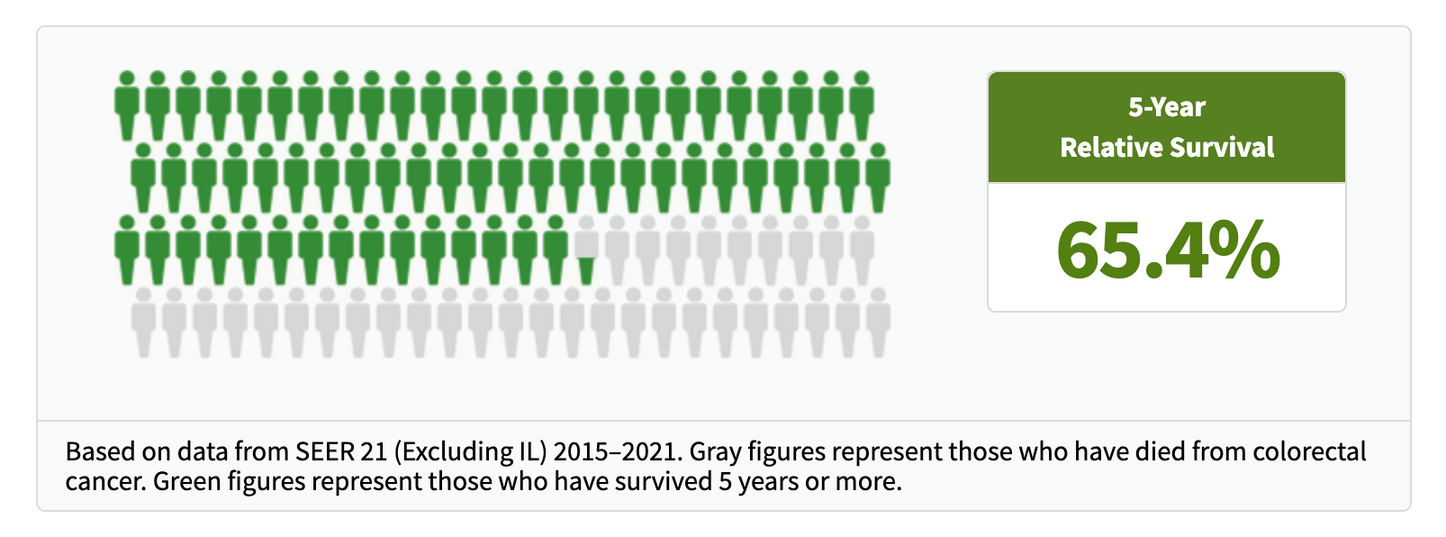 5-Year
Relative Survival
65.4%
Based on data from SEER 21 (Excluding IL) 2015–2021. Gray figures represent those who have died from colorectal
cancer. Green figures represent those who have survived 5 years or more.